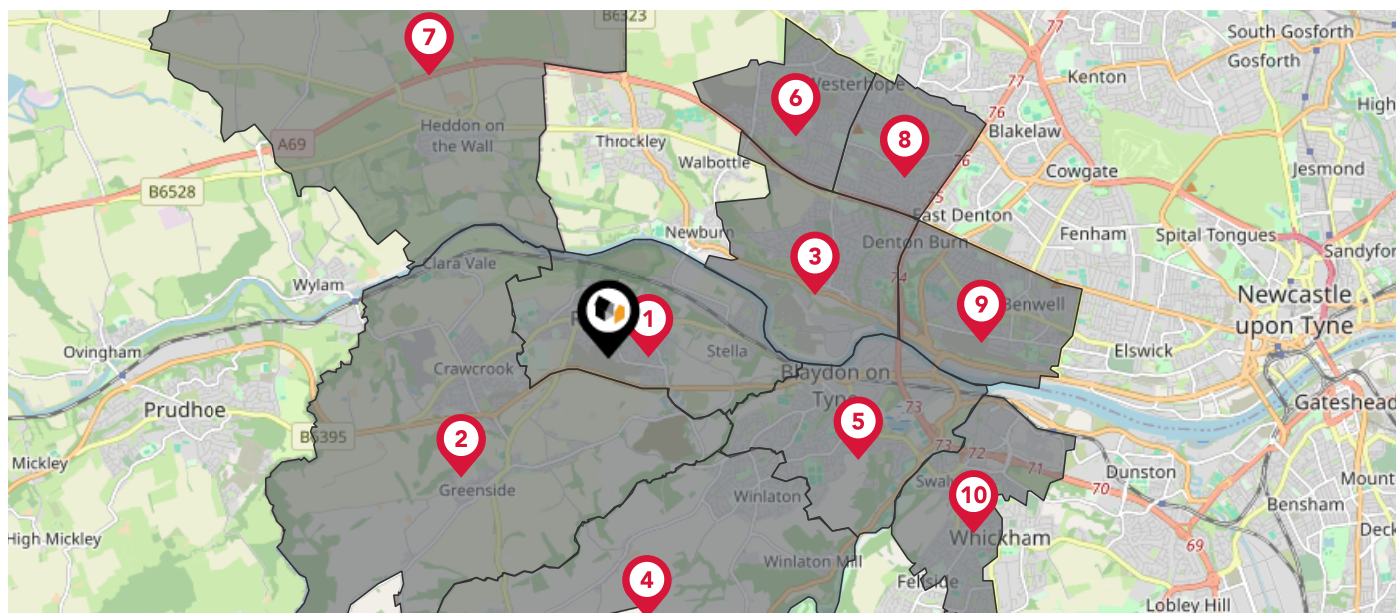 B6323
77
South Gosforth
Gosforth
7
Kenton
77
6
Westerhope
76
High
A69
Heddon on
the Wall
Throckley
8
Blakelaw
Walbottle
76
Cowgate
Jesmond
B6528
75
East Denton
Newburn
3
Denton Burn
Fenham
Spital Tongues
Sandyfor
Clara Vale
74
Wylam
9
Benwell
Newcastle
upon Tyne
1
Ovingham
Stella
Elswick
Crawcrook
Blaydon on
Tyne
Prudhoe
73
Gateshead
B6395
2
5
73
72
Mickley
71
Dunston
Greenside
Winlaton
Swal
10
70
Bensham
Mount
High Mickley
Whickham
Deck
69
4
Winlaton Mill
Fellside
Lobley Hill